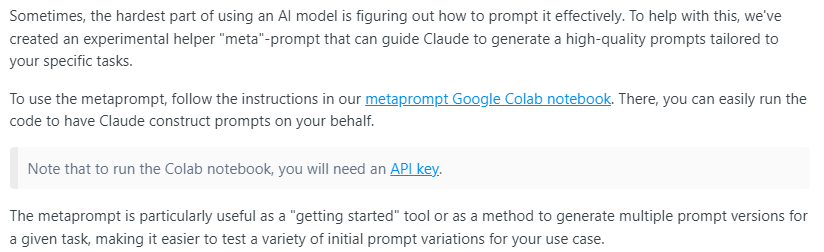 Sometimes, the hardest part of using an AI model is figuring out how to prompt it effectively. To help with this, we've
created an experimental helper "meta"-prompt that can guide Claude to generate a high-quality prompts tailored to
your specific tasks.
To use the metaprompt, follow the instructions in our metaprompt Google Colab notebook. There, you can easily run the
code to have Claude construct prompts on your behalf.
Note that to run the Colab notebook, you will need an API key.
The metaprompt is particularly useful as a "getting started" tool or as a method to generate multiple prompt versions for
a given task, making it easier to test a variety of initial prompt variations for your use case.